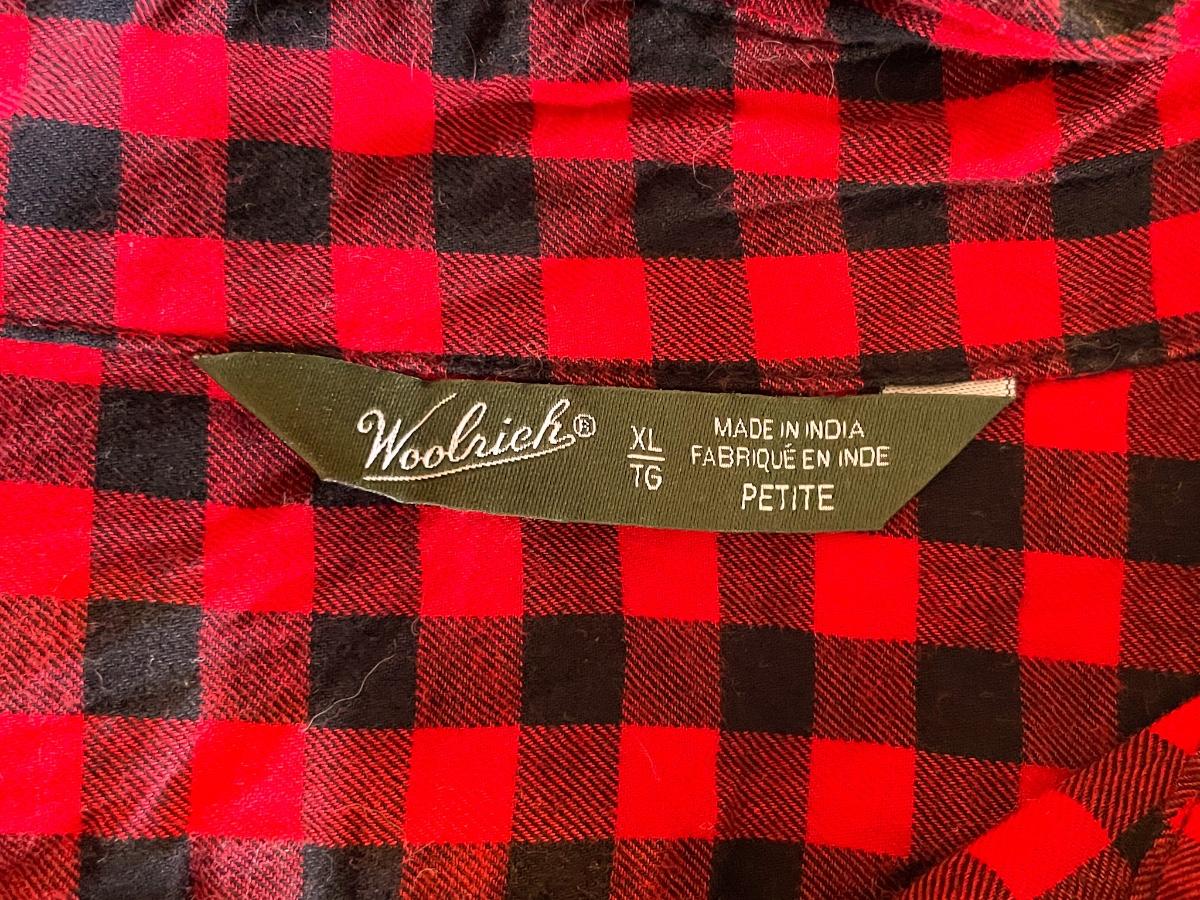 Woolrich®
XL
TG
MADE IN INDIA
FABRIQUÉ EN INDE
PETITE